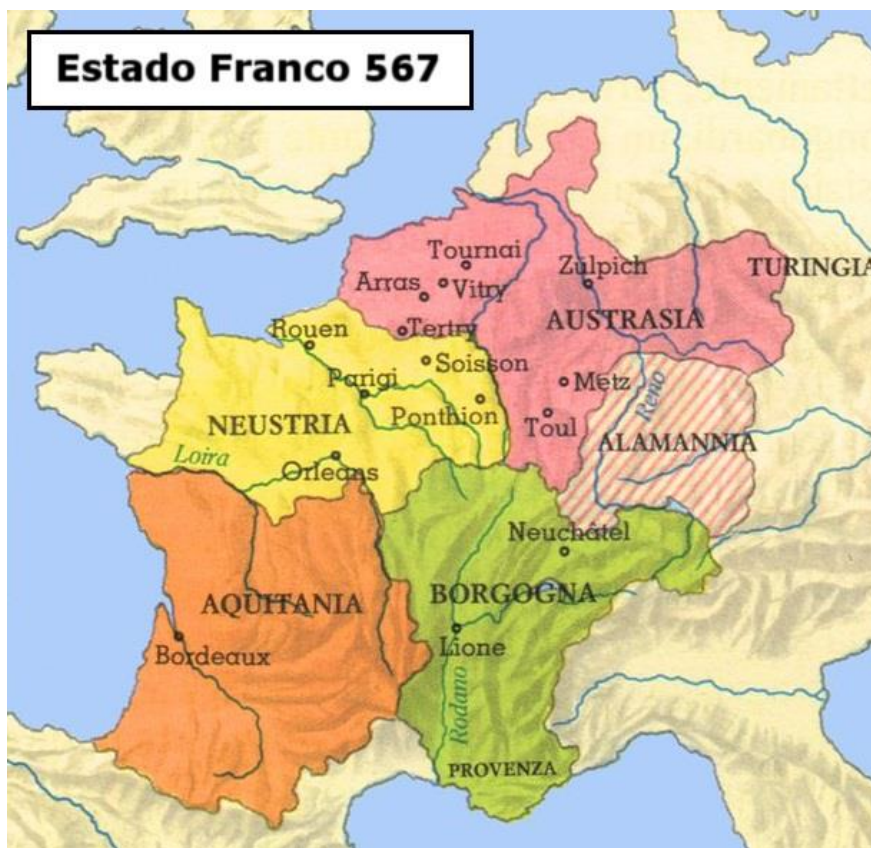 Estado Franco 567
Tournai
Zülpich
TURINGIA
Arras
Vitry
AUSTRASIA
Rouen
Tertry
Soisson
Parigi
Metz
Reno
NEUSTRIA
Ponthion
Toul
ALAMANNIA
Loira
Orleans
Neuchâtel
AQUITANIA
BORGOGNA
Bordeaux
Lione
Rodano
PROVENZA